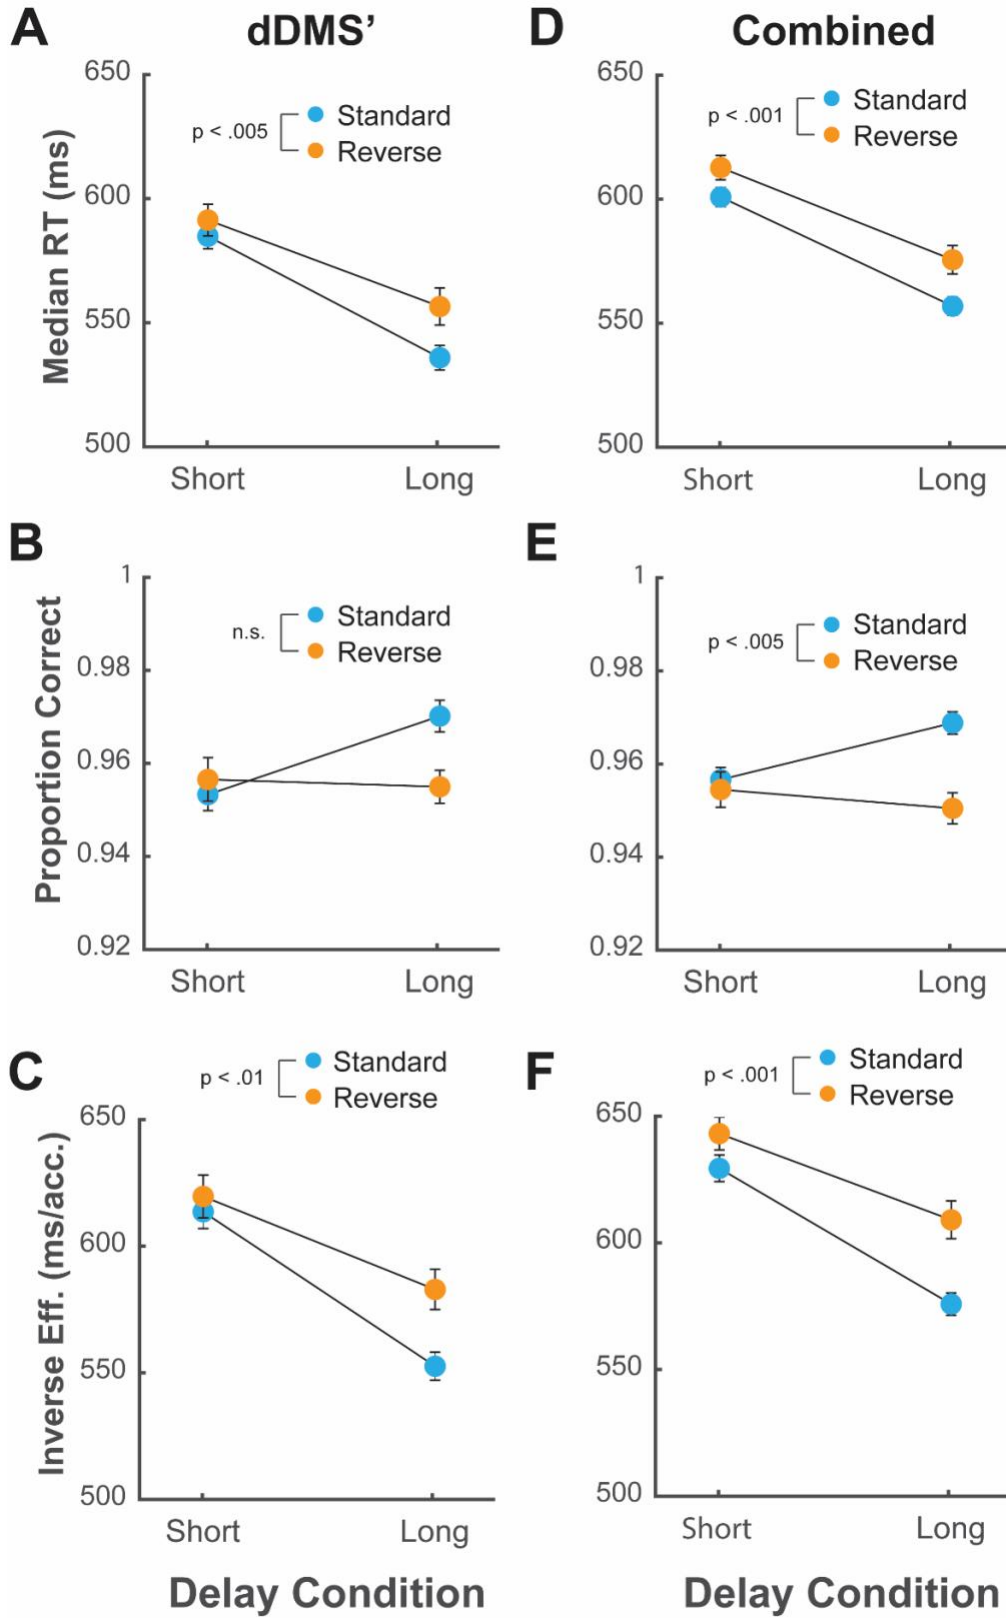 A
dDMS’
Median RT (ms)
650
600
550
500
p < .005
Standard
Reverse
Short
Long
D
Combined
650
600
550
500
p < .001
Standard
Reverse
Short
Long
B
Proportion Correct
1
0.98
0.96
0.94
0.92
n.s.
Standard
Reverse
Short
Long
E
1
0.98
0.96
0.94
0.92
p < .005
Standard
Reverse
Short
Long
C
Inverse Eff. (ms/acc.)
650
600
550
500
p < .01
Standard
Reverse
Short
Long
Delay Condition
F
650
600
550
500
p < .001
Standard
Reverse
Short
Long
Delay Condition